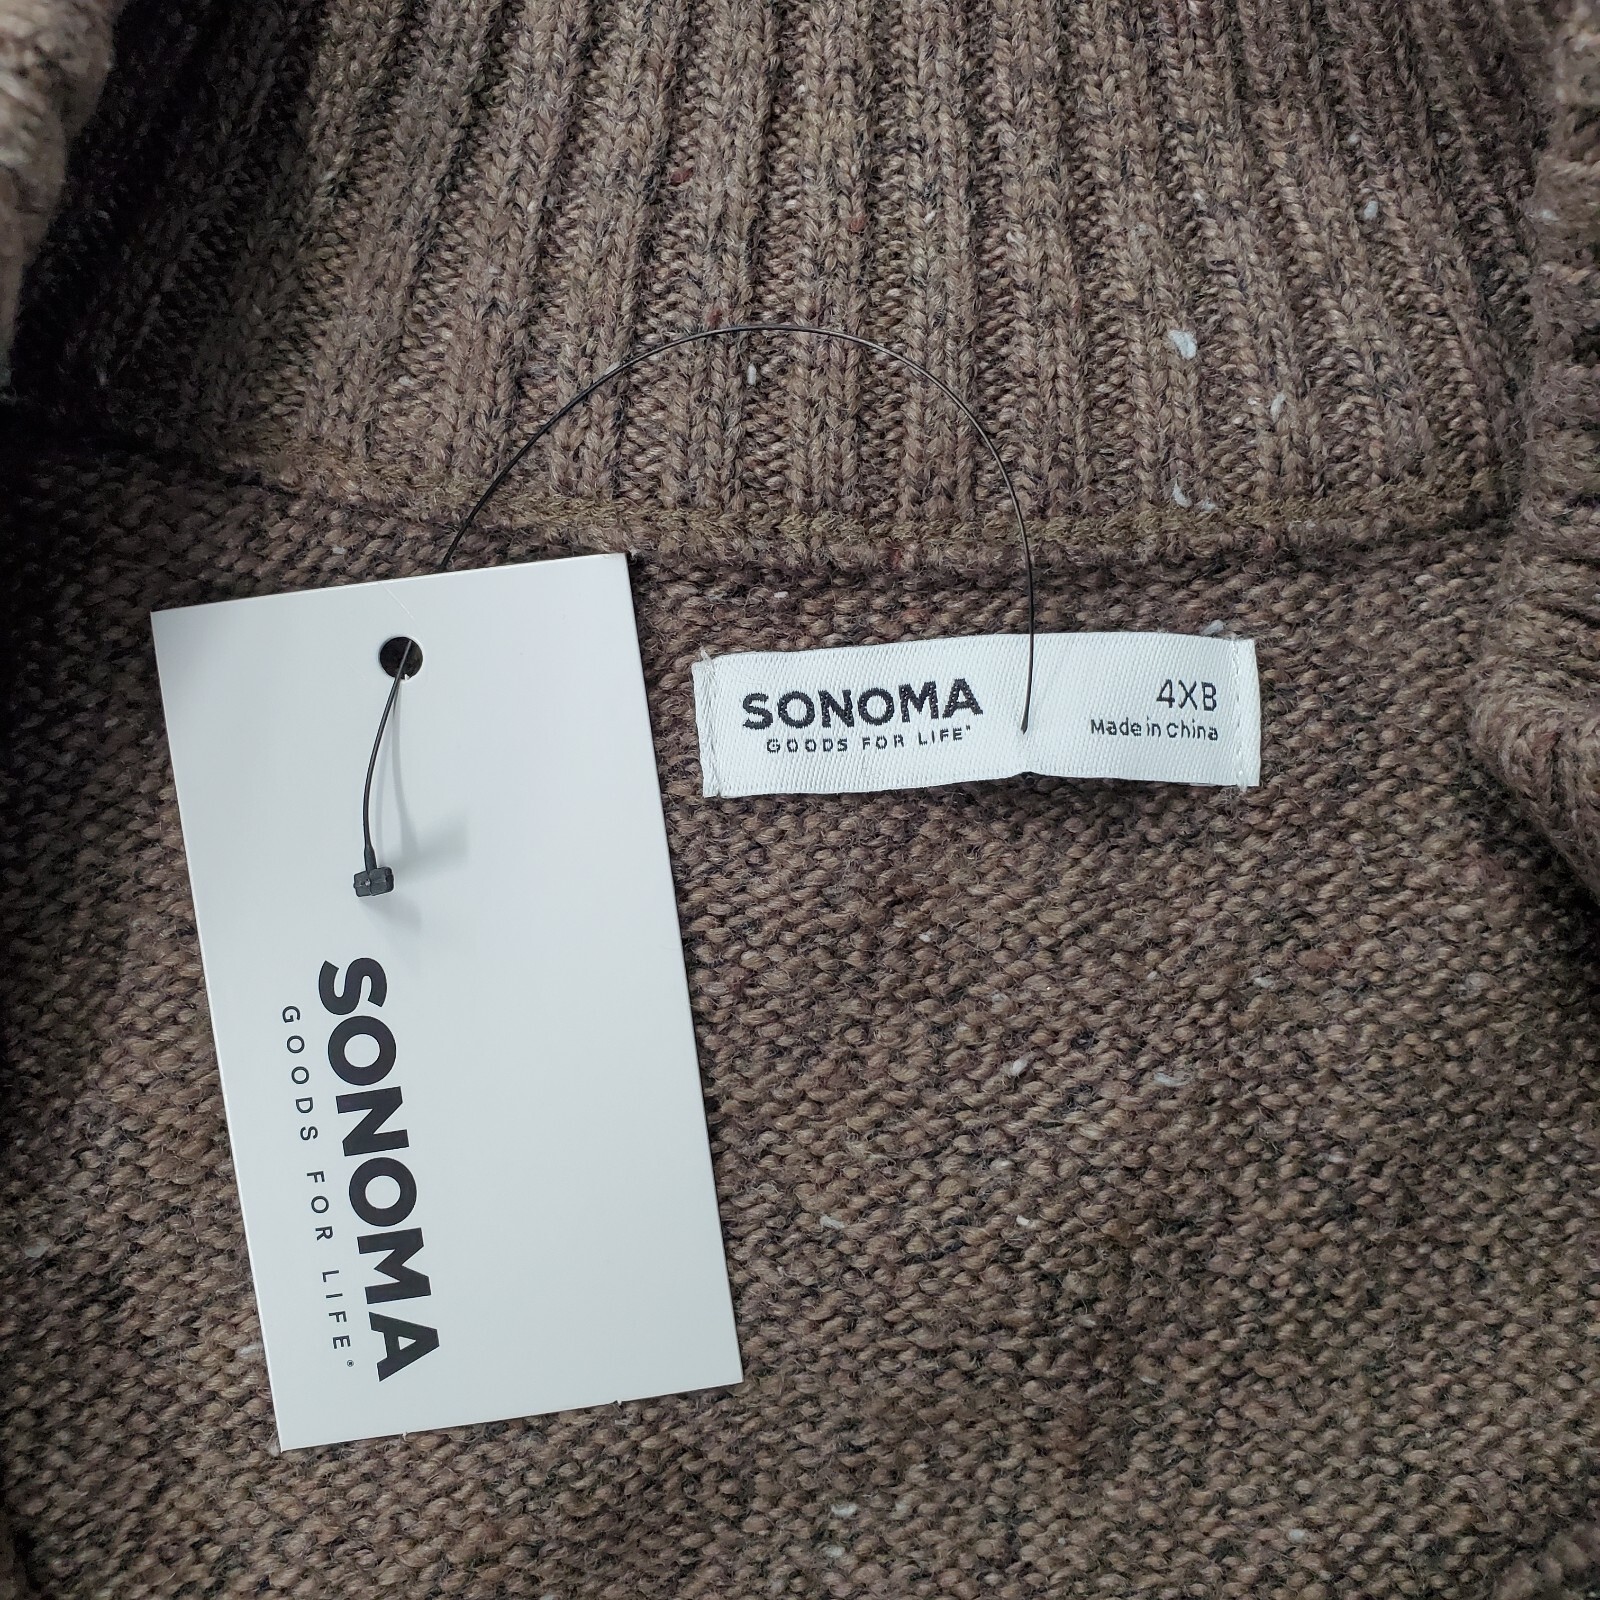 SONOMA
GOODS FOR LIFE
4XB
Made in China
SONOMA
GOODS FOR LIFE®